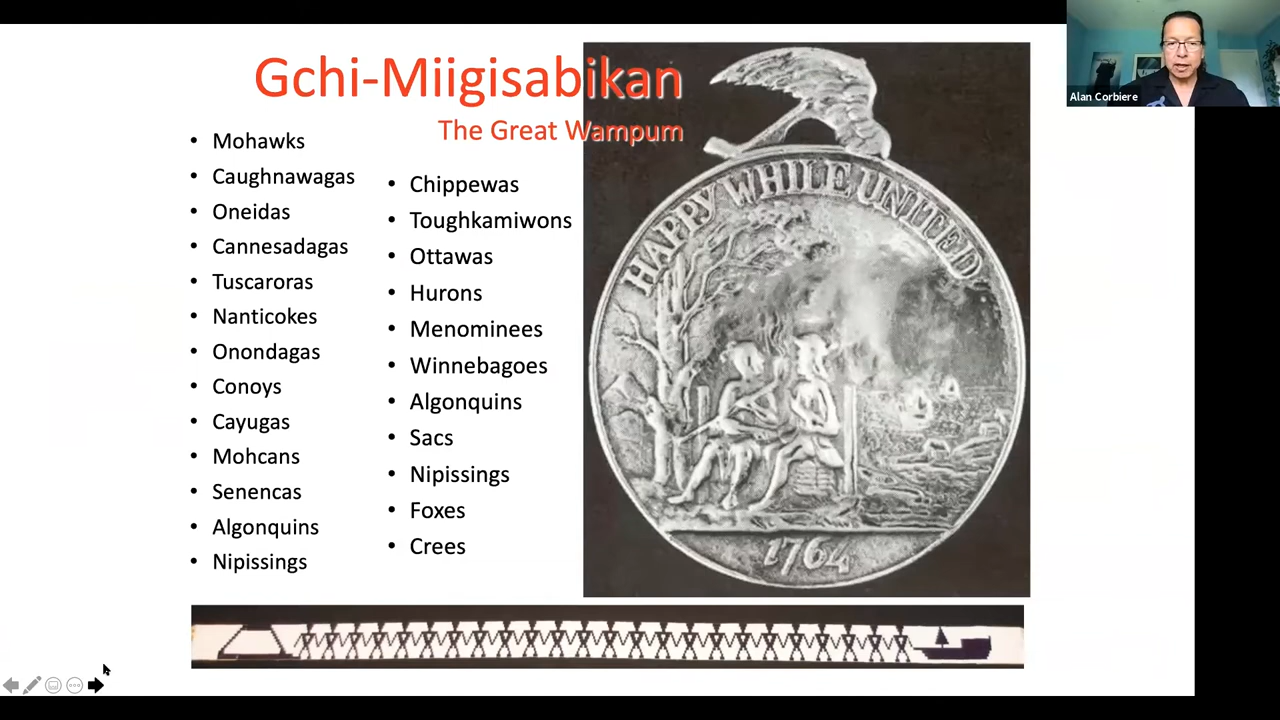 Gchi-Miigisabikan
The Great Wampum
• Mohawks
• Caughnawagas
• Oneidas
• Cannesadagas
• Tuscaroras
• Nanticokes
• Onondagas
• Conoys
• Cayugas
• Mohcans
• Senencas
• Algonquins
• Nipissings
• Chippewas
• Toughkamiwons
• Ottawas
• Hurons
• Menominees
• Winnebagoes
• Algonquins
• Sacs
• Nipissings
• Foxes
• Crees
HAPPY WHILE UNITED
1764
Alan Corbiere